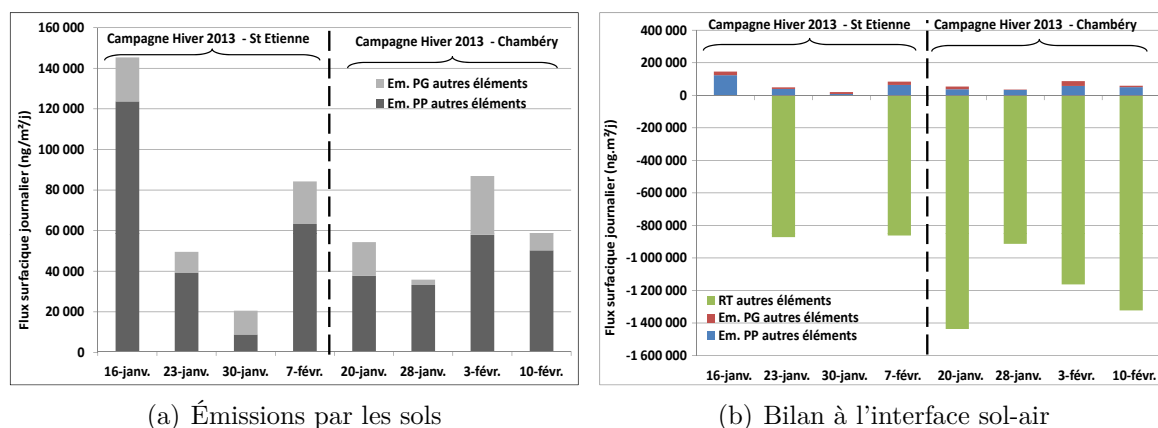 Flux surfacique journalier (ng/m²/j)
160 000
140 000
120 000
100 000
80 000
60 000
40 000
20 000
0
Campagne Hiver 2013 - St Etienne
Campagne Hiver 2013 - Chambéry
Em. PG autres éléments
Em. PP autres éléments
16-janv.
23-janv.
30-janv.
7-févr.
20-janv.
28-janv.
3-févr.
10-févr.
(a) Émissions par les sols
Flux surfacique journalier (ng.m²/j)
400 000
200 000
0
-200 000
-400 000
-600 000
-800 000
-1 000 000
-1 200 000
-1 400 000
-1 600 000
Campagne Hiver 2013 - St Etienne
Campagne Hiver 2013 - Chambéry
RT autres éléments
Em. PG autres éléments
Em. PP autres éléments
16-janv.
23-janv.
30-janv.
7-févr.
20-janv.
28-janv.
3-févr.
10-févr.
(b) Bilan à l'interface sol-air